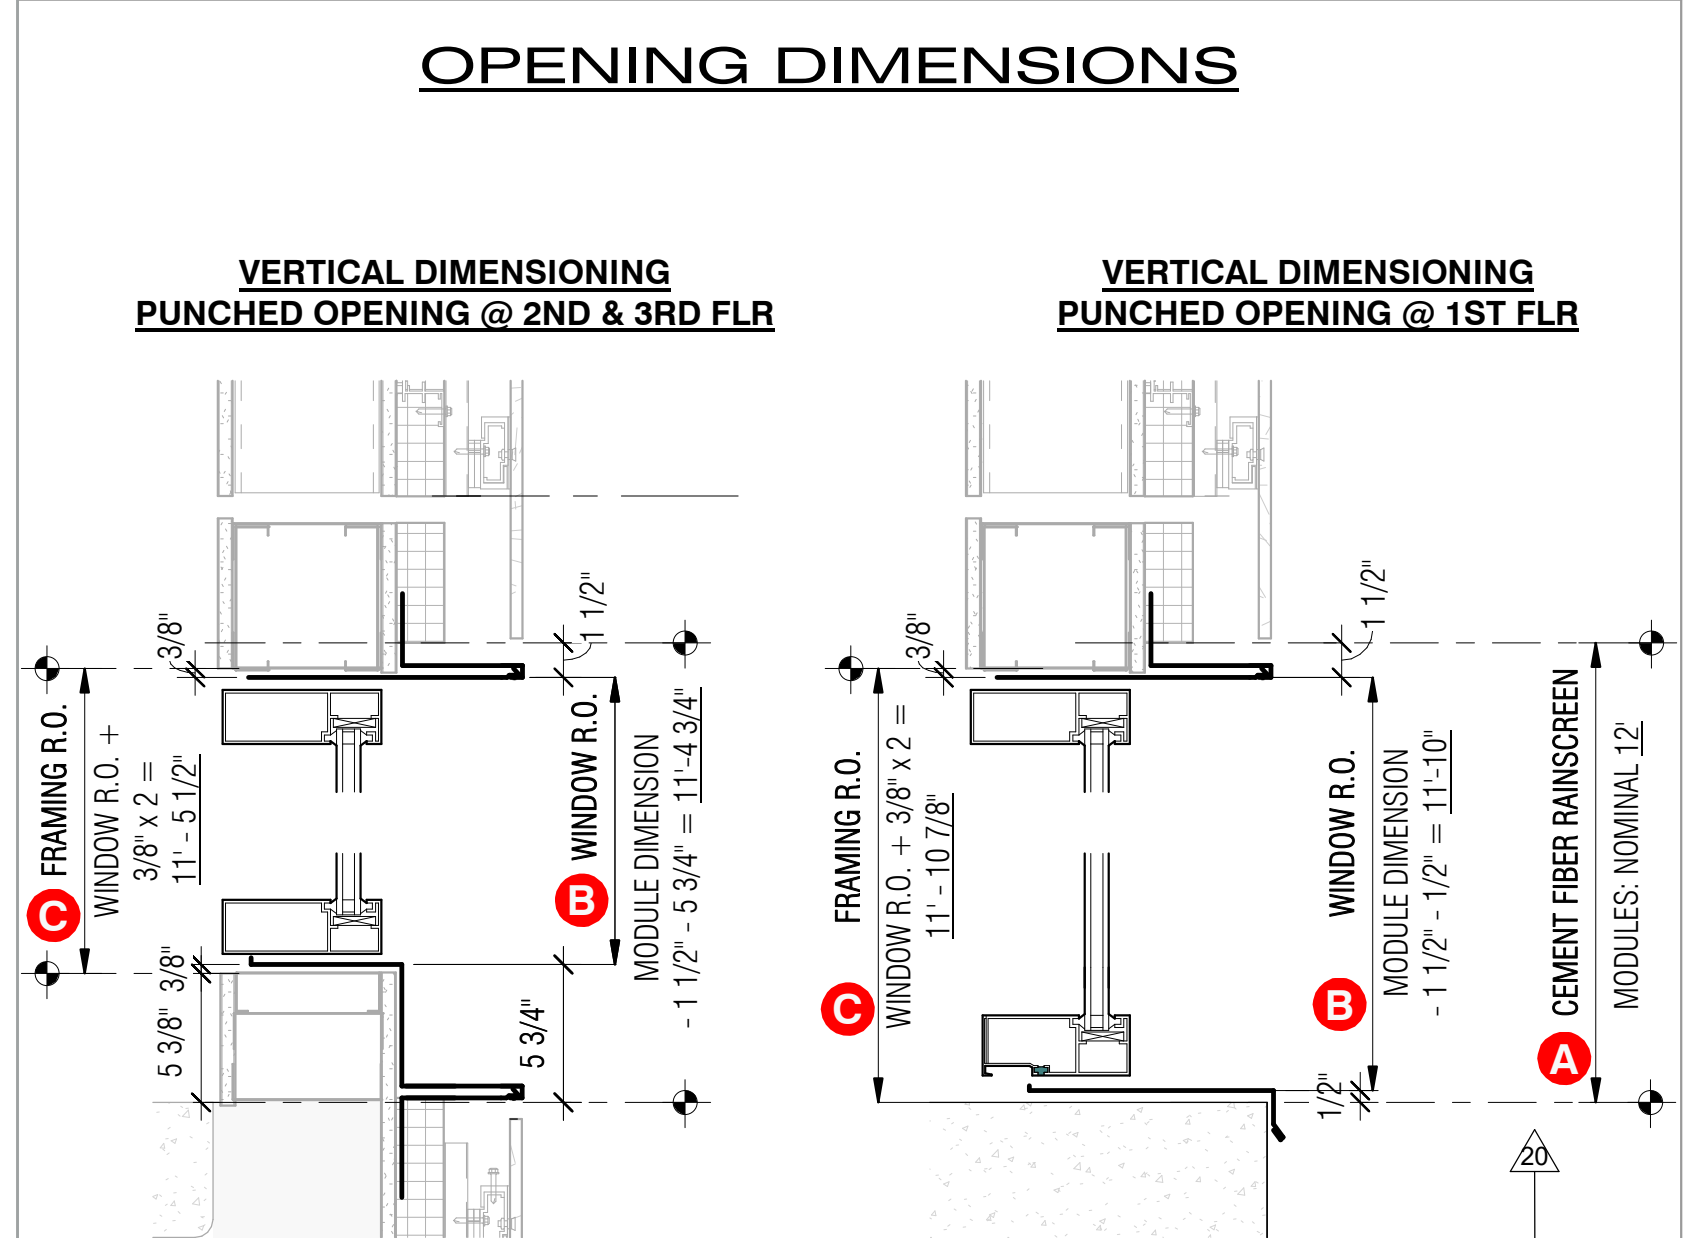 OPENING DIMENSIONS
VERTICAL DIMENSIONING
PUNCHED OPENING @ 2ND & 3RD FLR
3/8"
1 1/2"
C FRAMING R.O.
WINDOW R.O. +
3/8" x 2 =
11' - 5 1/2"
B WINDOW R.O.
MODULE DIMENSION
- 1 1/2" - 5 3/4" = 11'-4 3/4"
3/8"
5 3/8"
5 3/4"
VERTICAL DIMENSIONING
PUNCHED OPENING @ 1ST FLR
3/8"
1 1/2"
C FRAMING R.O.
WINDOW R.O. + 3/8" x 2 =
11' - 10 7/8"
B WINDOW R.O.
MODULE DIMENSION
- 1 1/2" - 1/2" = 11'-10"
1/2"
A CEMENT FIBER RAINSCREEN
MODULES: NOMINAL 12'
20